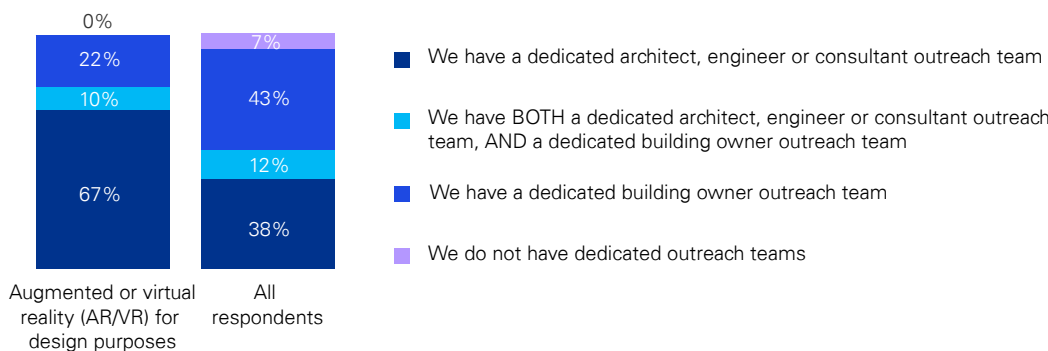 0%
22%
10%
67%
7%
43%
12%
38%
Augmented or virtual
reality (AR/VR) for
design purposes
All
respondents
We have a dedicated architect, engineer or consultant outreach team
We have BOTH a dedicated architect, engineer or consultant outreach
team, AND a dedicated building owner outreach team
We have a dedicated building owner outreach team
We do not have dedicated outreach teams